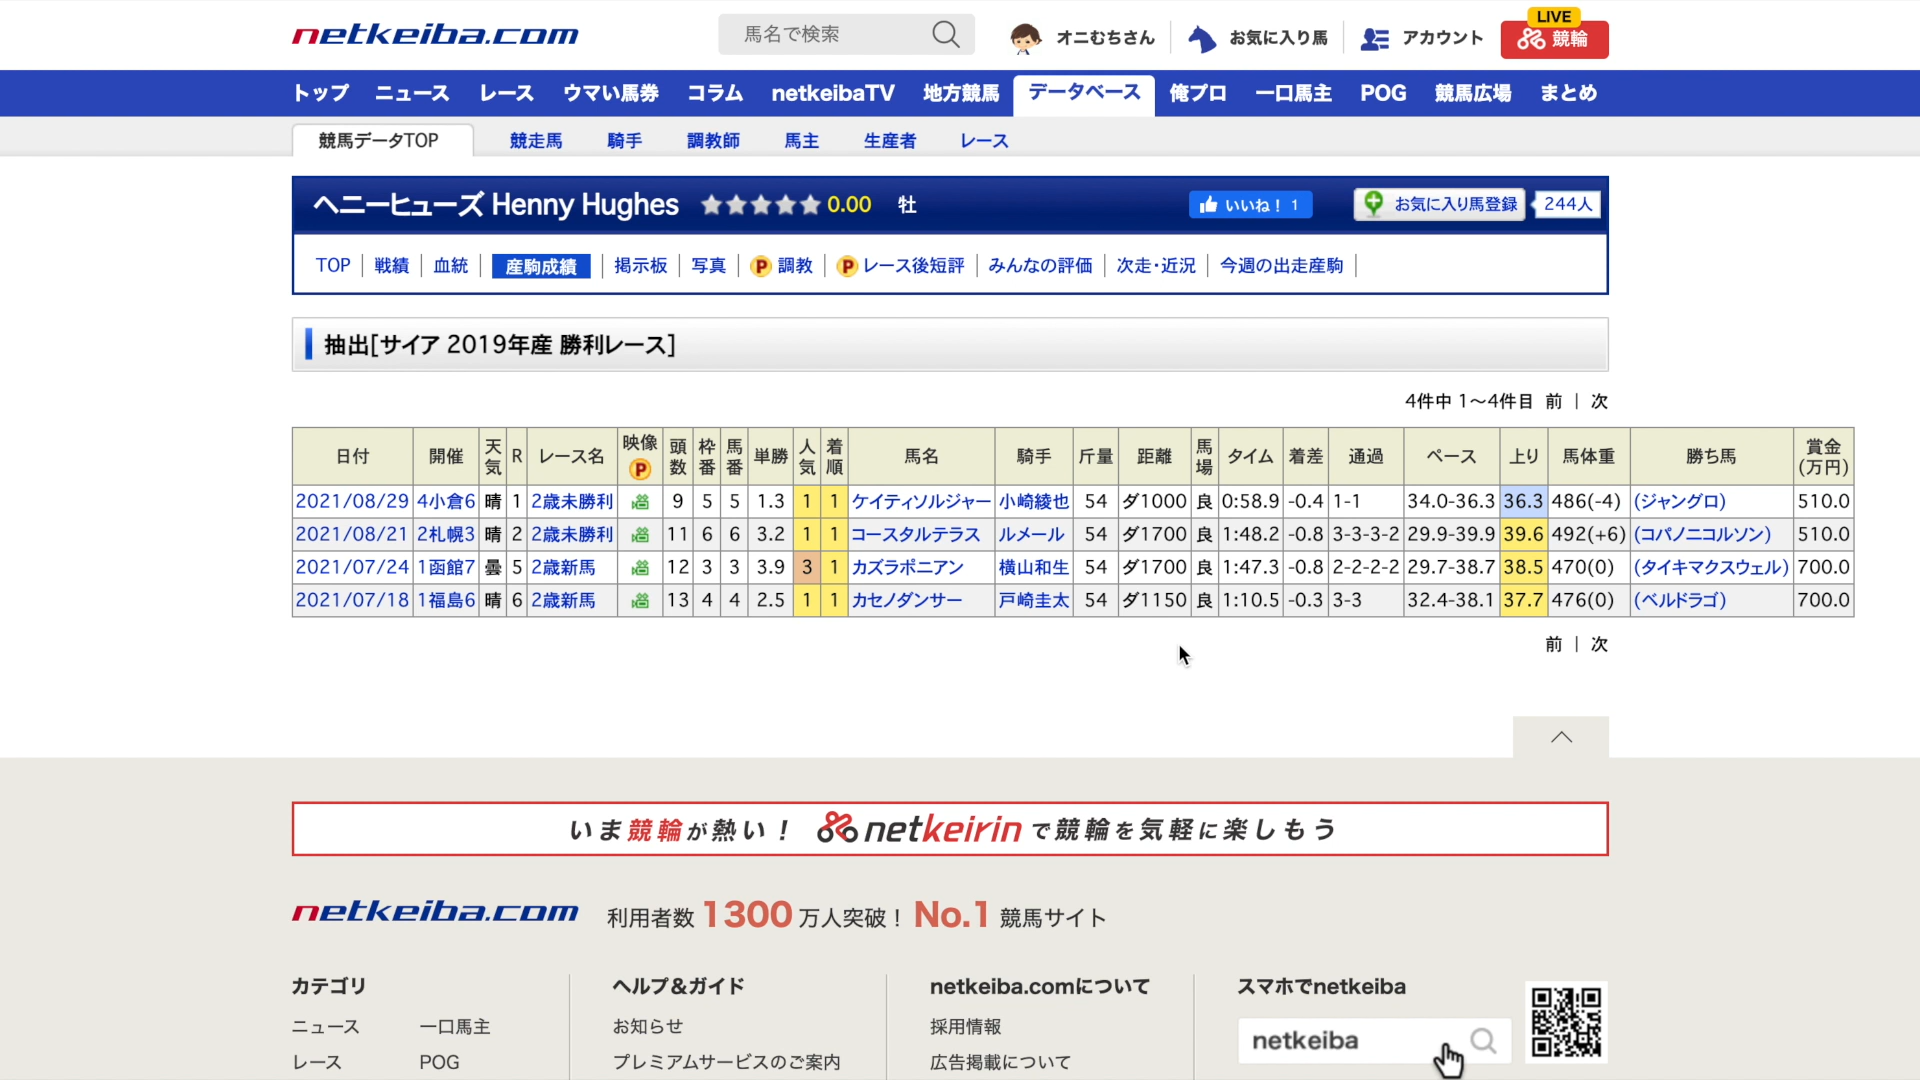 netkeiba.com
馬名で検索
オニむちさん
お気に入り馬
アカウント
LIVE
競輪
トップ ニュース レース ウマい馬券 コラム netkeibaTV 地方競馬 データベース 俺プロ 一口馬主 POG 競馬広場 まとめ
競馬データTOP 競走馬 騎手 調教師 馬主 生産者 レース
ヘニーヒューズ Henny Hughes ★★★★★ 0.00 牡 いいね！ 1 お気に入り馬登録 244人
TOP 戦績 血統 産駒成績 掲示板 写真 P 調教 P レース後短評 みんなの評価 次走・近況 今週の出走産駒
抽出[サイア 2019年産 勝利レース]
4件中 1～4件目 前 | 次
日付 開催 天気 R レース名 映像 P 頭数 枠番 馬番 単勝 人気 着順 馬名 騎手 斤量 距離 馬場 タイム 着差 通過 ペース 上り 馬体重 勝ち馬 賞金(万円)
2021/08/29 4小倉6 晴 1 2歳未勝利 9 5 5 1.3 1 1 ケイティソルジャー 小崎綾也 54 ダ1000 良 0:58.9 -0.4 1-1 34.0-36.3 36.3 486(-4) (ジャングロ) 510.0
2021/08/21 2札幌3 晴 2 2歳未勝利 11 6 6 3.2 1 1 コースタルテラス ルメール 54 ダ1700 良 1:48.2 -0.8 3-3-3-2 29.9-39.9 39.6 492(+6) (コパノニコルソン) 510.0
2021/07/24 1函館7 曇 5 2歳新馬 12 3 3 3.9 3 1 カズラポニアン 横山和生 54 ダ1700 良 1:47.3 -0.8 2-2-2-2 29.7-38.7 38.5 470(0) (タイキマクスウェル) 700.0
2021/07/18 1福島6 晴 6 2歳新馬 13 4 4 2.5 1 1 カセノダンサー 戸崎圭太 54 ダ1150 良 1:10.5 -0.3 3-3 32.4-38.1 37.7 476(0) (ベルドラゴ) 700.0
前 | 次
いま競輪が熱い！ netkeirin で競輪を気軽に楽しもう
netkeiba.com 利用者数 1300 万人突破！ No.1 競馬サイト
カテゴリ ヘルプ＆ガイド netkeiba.comについて スマホでnetkeiba
ニュース 一口馬主 お知らせ 採用情報 netkeiba
レース POG プレミアムサービスのご案内 広告掲載について